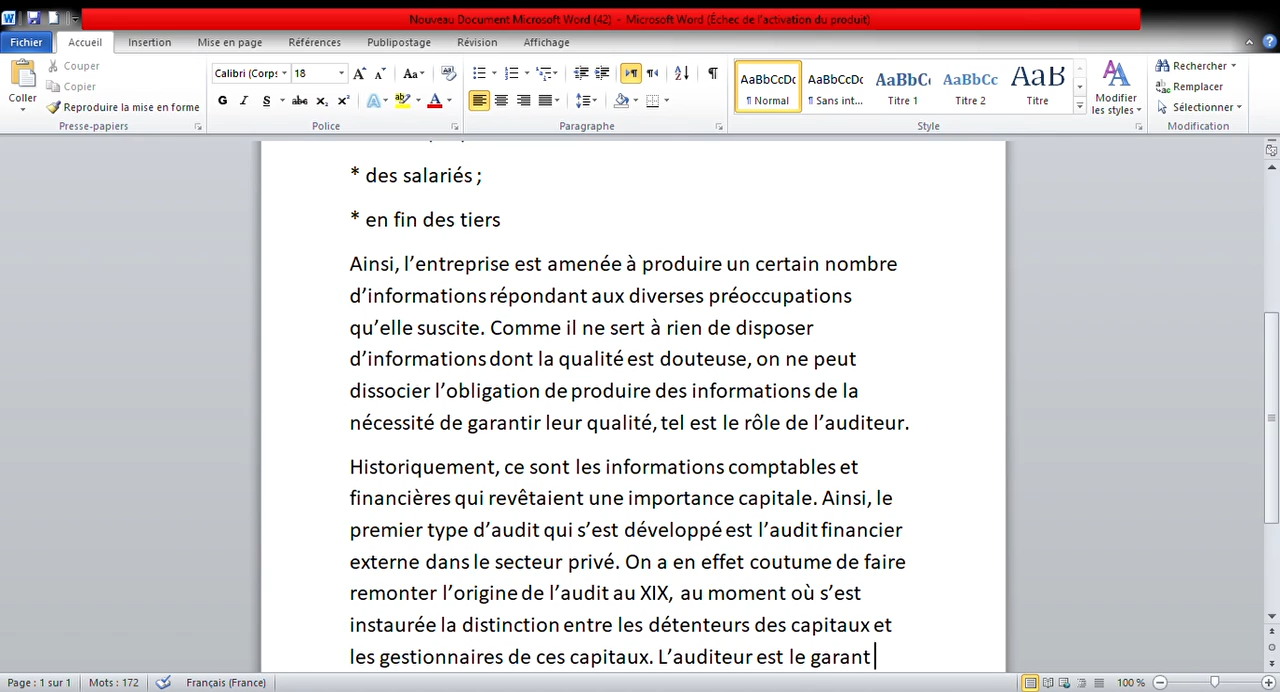 Nouveau Document Microsoft Word (42) - Microsoft Word (Échec de l'activation du produit)
Fichier Accueil Insertion Mise en page Références Publipostage Révision Affichage
Coller
Couper
Copier
Reproduire la mise en forme
Presse-papiers
Calibri (Corps 18
G I S abc x₂ x²
Police
Paragraphe
AaBbCcDc AaBbCcDc AaBbC AaBbCc AaB
¶ Normal ¶ Sans int... Titre 1 Titre 2 Titre
Modifier
les styles
Style
Rechercher
Remplacer
Sélectionner
Modification
* des salariés ;
* en fin des tiers
Ainsi, l’entreprise est amenée à produire un certain nombre
d’informations répondant aux diverses préoccupations
qu’elle suscite. Comme il ne sert à rien de disposer
d’informations dont la qualité est douteuse, on ne peut
dissocier l’obligation de produire des informations de la
nécessité de garantir leur qualité, tel est le rôle de l’auditeur.
Historiquement, ce sont les informations comptables et
financières qui revêtaient une importance capitale. Ainsi, le
premier type d’audit qui s’est développé est l’audit financier
externe dans le secteur privé. On a en effet coutume de faire
remonter l’origine de l’audit au XIX, au moment où s’est
instaurée la distinction entre les détenteurs des capitaux et
les gestionnaires de ces capitaux. L’auditeur est le garant
Page : 1 sur 1 Mots : 172 Français (France) 100 %